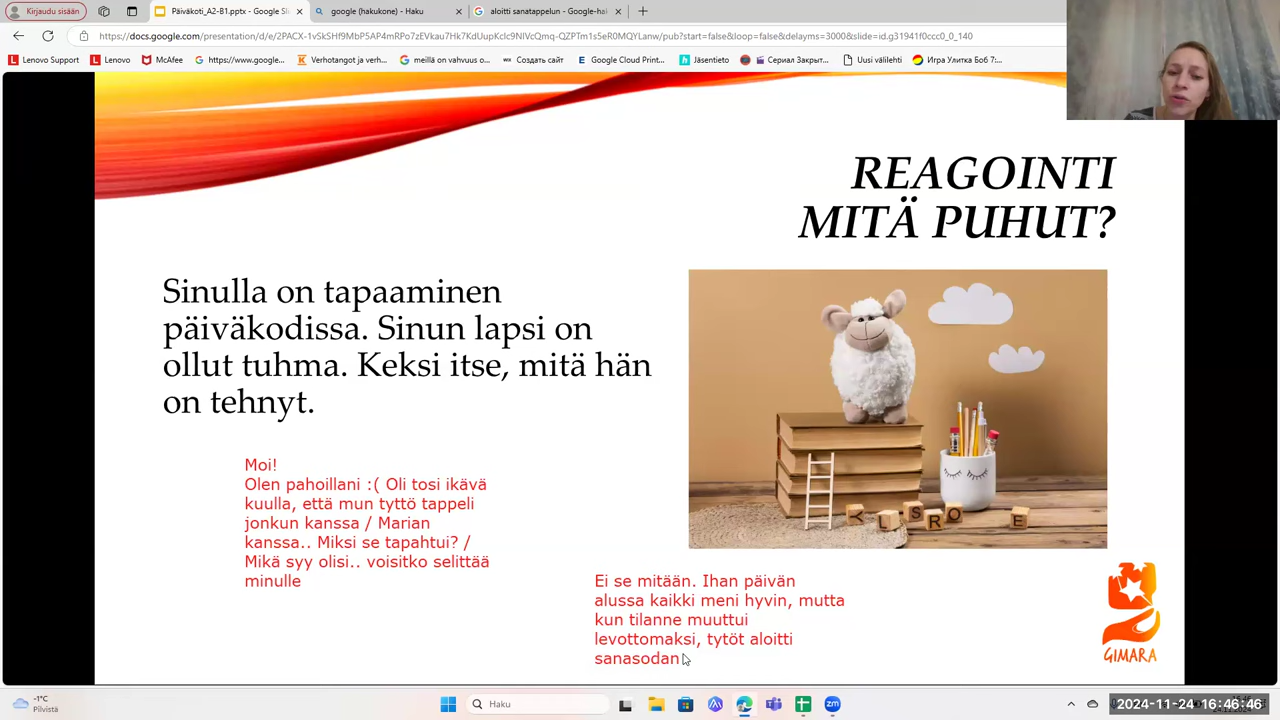 Kirjaudu sisään
Päiväkoti_A2-B1.pptx - Google Sl
google (hakukone) - Haku
aloitti sanatappelun - Google-hak
https://docs.google.com/presentation/d/e/2PACX-1vSkSHf9MbP5AP4mRPo7zEVkau7Hk7KdUupKclc9NIVcQmq-QZPTm1s5eR0MQYLanw/pub?start=false&loop=false&delayms=3000&slide=id.g31941f0ccc0_0_140
Lenovo Support
Lenovo
McAfee
https://www.google...
Verhotangot ja verh...
meillä on vahvuus o...
Создать сайт
Google Cloud Print...
Jäsentieto
Сериал Закрыт...
Uusi välilehti
Игра Улитка Боб 7:...
REAGOINTI
MITÄ PUHUT?
Sinulla on tapaaminen
päiväkodissa. Sinun lapsi on
ollut tuhma. Keksi itse, mitä hän
on tehnyt.
Moi!
Olen pahoillani :( Oli tosi ikävä
kuulla, että mun tyttö tappeli
jonkun kanssa / Marian
kanssa.. Miksi se tapahtui? /
Mikä syy olisi.. voisitko selittää
minulle
Ei se mitään. Ihan päivän
alussa kaikki meni hyvin, mutta
kun tilanne muuttui
levottomaksi, tytöt aloitti
sanasodan
GIMARA
-1°C
Pilvistä
Haku
2024-11-24 16:46:46